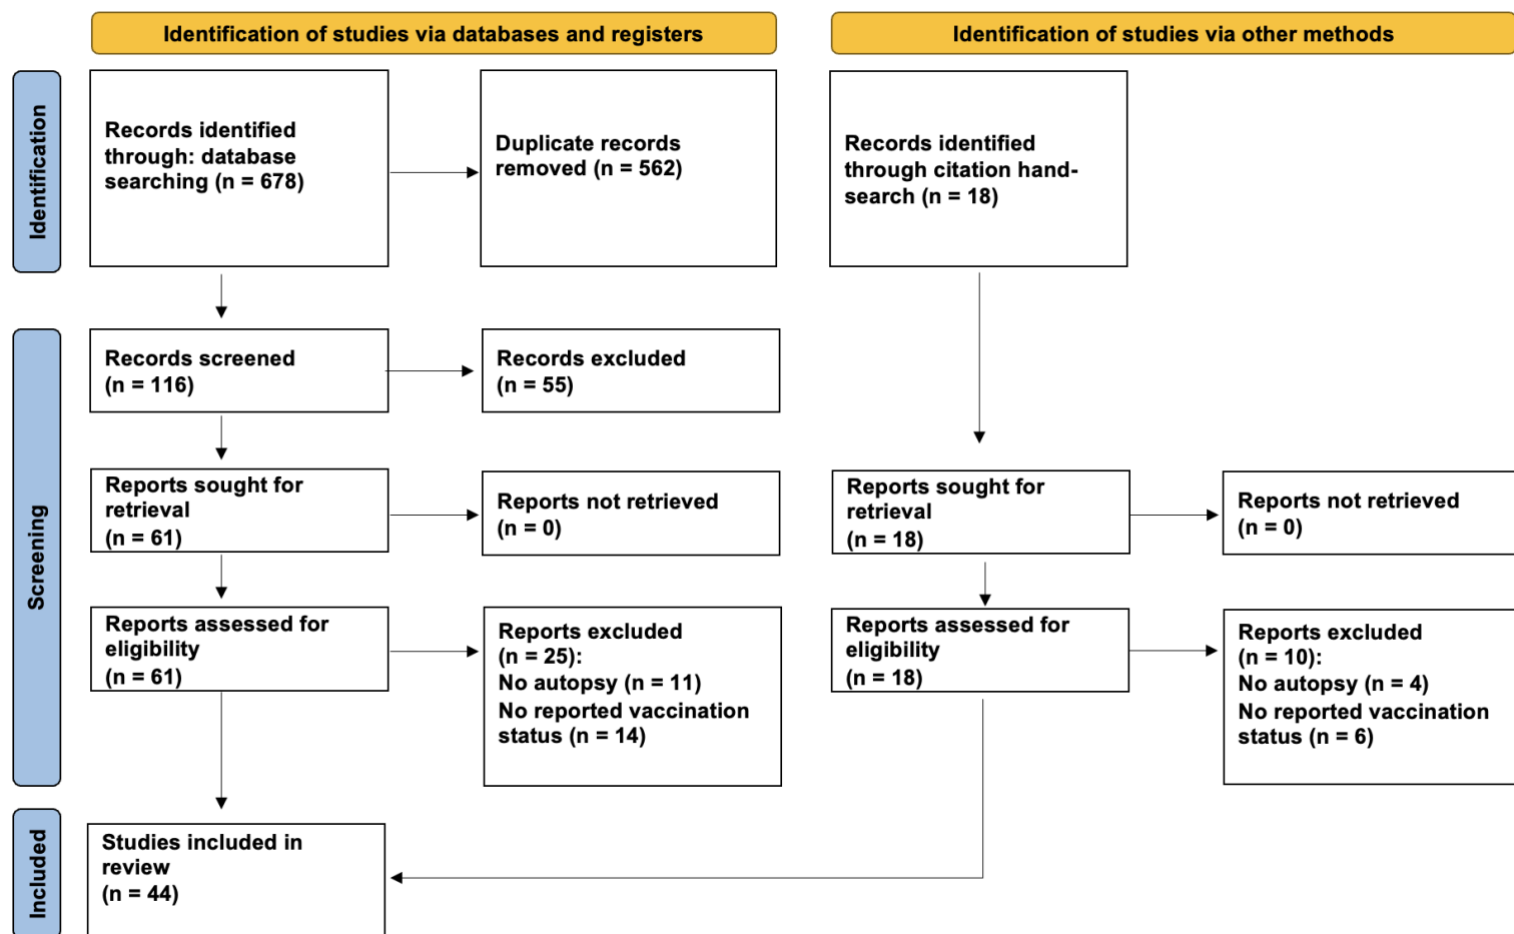 Identification of studies via databases and registers
Identification of studies via other methods
Identification
Records identified
through: database
searching (n = 678)
Duplicate records
removed (n = 562)
Records identified
through citation hand-
search (n = 18)
Screening
Records screened
(n = 116)
Records excluded
(n = 55)
Reports sought for
retrieval
(n = 61)
Reports not retrieved
(n = 0)
Reports sought for
retrieval
(n = 18)
Reports not retrieved
(n = 0)
Reports assessed for
eligibility
(n = 61)
Reports excluded
(n = 25):
No autopsy (n = 11)
No reported vaccination
status (n = 14)
Reports assessed for
eligibility
(n = 18)
Reports excluded
(n = 10):
No autopsy (n = 4)
No reported vaccination
status (n = 6)
Included
Studies included in
review
(n = 44)